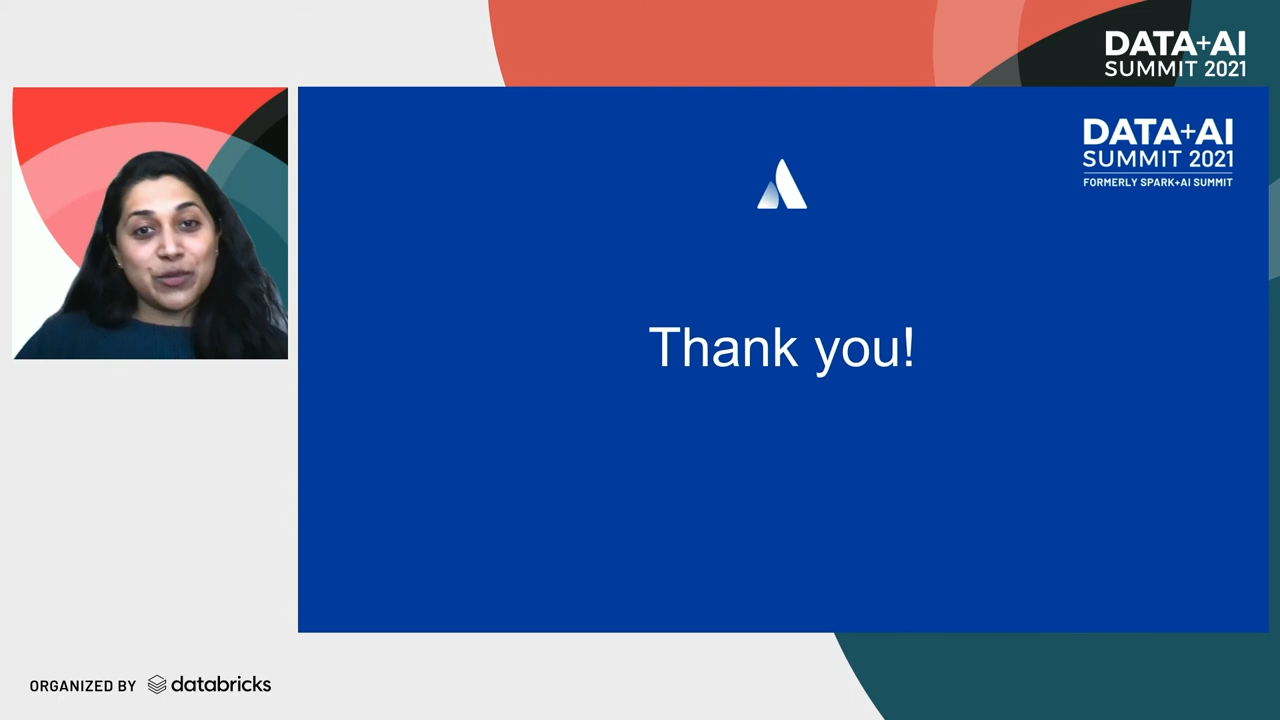 DATA+AI
SUMMIT 2021
DATA+AI
SUMMIT 2021
FORMERLY SPARK+AI SUMMIT
Thank you!
ORGANIZED BY databricks